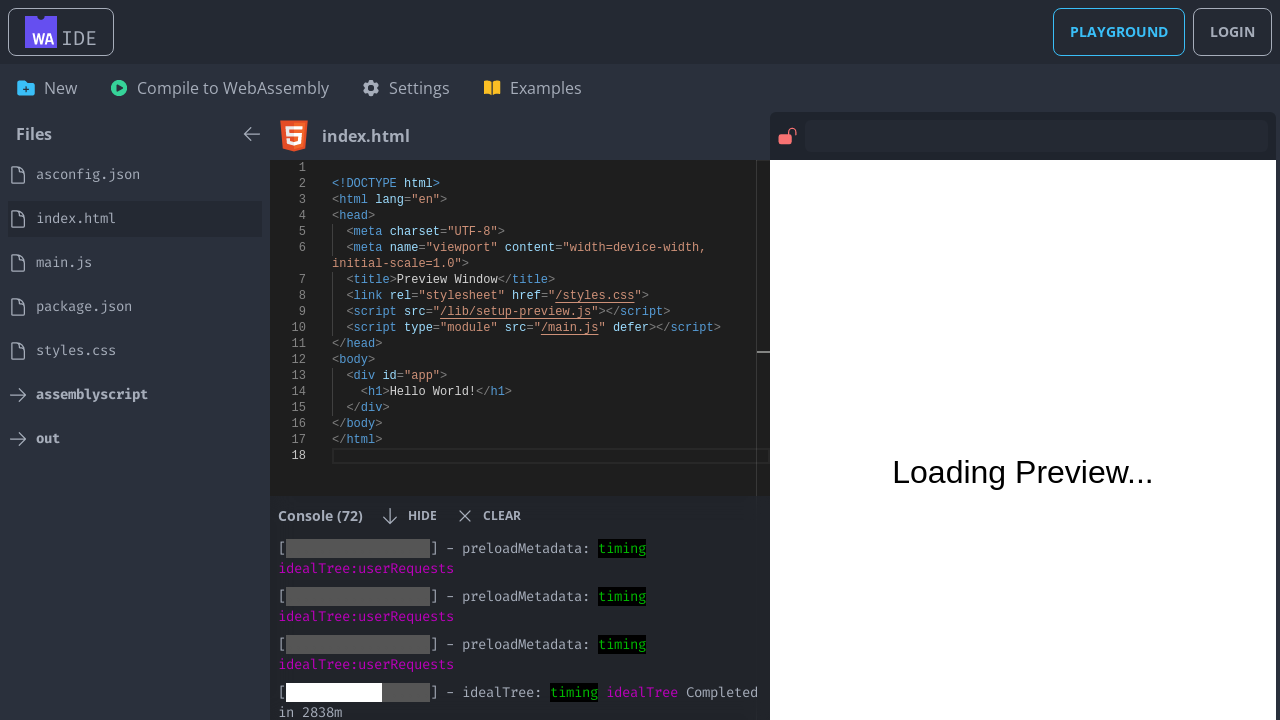 WA IDE
PLAYGROUND
LOGIN
New
Compile to WebAssembly
Settings
Examples
Files
asconfig.json
index.html
main.js
package.json
styles.css
assemblyscript
out
index.html
1
2 <!DOCTYPE html>
3 <html lang="en">
4 <head>
5 <meta charset="UTF-8">
6 <meta name="viewport" content="width=device-width,
initial-scale=1.0">
7 <title>Preview Window</title>
8 <link rel="stylesheet" href="/styles.css">
9 <script src="/lib/setup-preview.js"></script>
10 <script type="module" src="/main.js" defer></script>
11 </head>
12 <body>
13 <div id="app">
14 <h1>Hello World!</h1>
15 </div>
16 </body>
17 </html>
18
Console (72)
HIDE
CLEAR
[ ] - preloadMetadata: timing
idealTree:userRequests
[ ] - preloadMetadata: timing
idealTree:userRequests
[ ] - preloadMetadata: timing
idealTree:userRequests
[ ] - idealTree: timing idealTree Completed
in 2838m
Loading Preview...